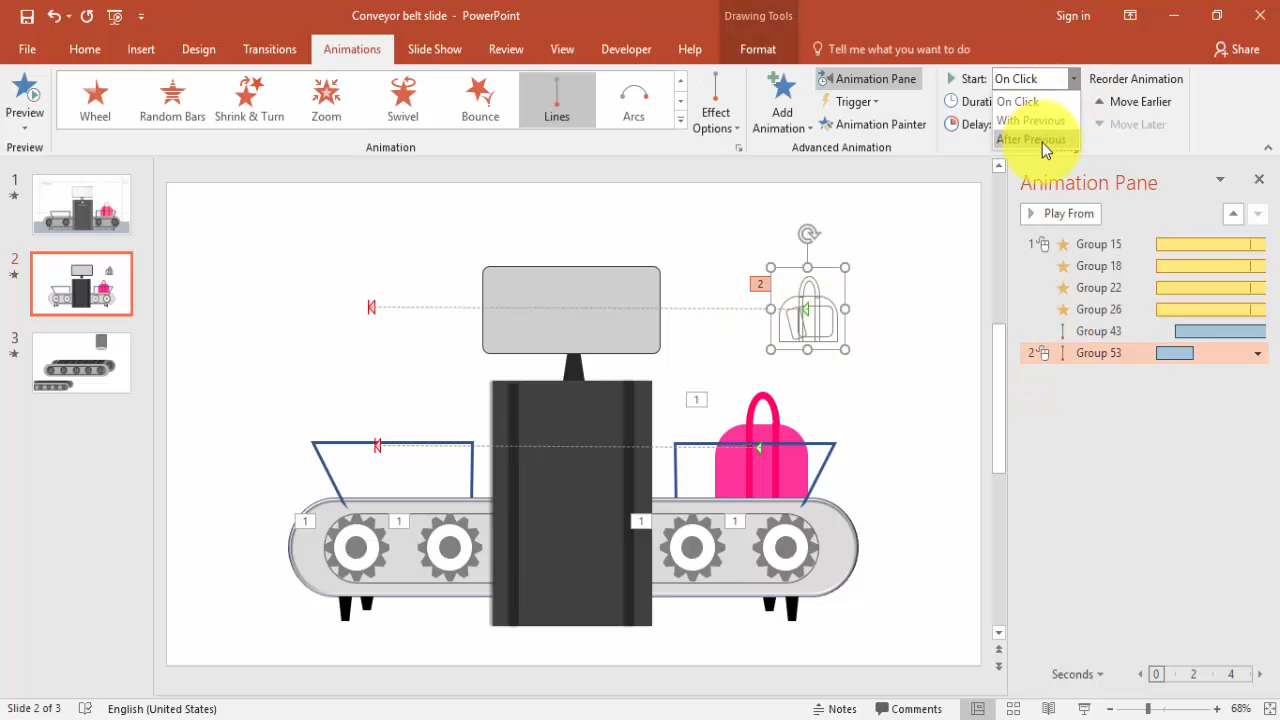 Conveyor belt slide - PowerPoint
Drawing Tools
Sign in
File
Home
Insert
Design
Transitions
Animations
Slide Show
Review
View
Developer
Help
Format
Tell me what you want to do
Share
Preview
Wheel
Random Bars
Shrink & Turn
Zoom
Swivel
Bounce
Lines
Arcs
Effect
Options
Add
Animation
Animation Pane
Trigger
Animation Painter
Start:
On Click
Delay:
On Click
With Previous
After Previous
Reorder Animation
Move Earlier
Move Later
Preview
Animation
Advanced Animation
1
2
3
2
1
1
1
1
1
Animation Pane
Play From
1 Group 15
Group 18
Group 22
Group 26
Group 43
2 Group 53
Seconds
0 2 4
Slide 2 of 3
English (United States)
Notes
Comments
68%